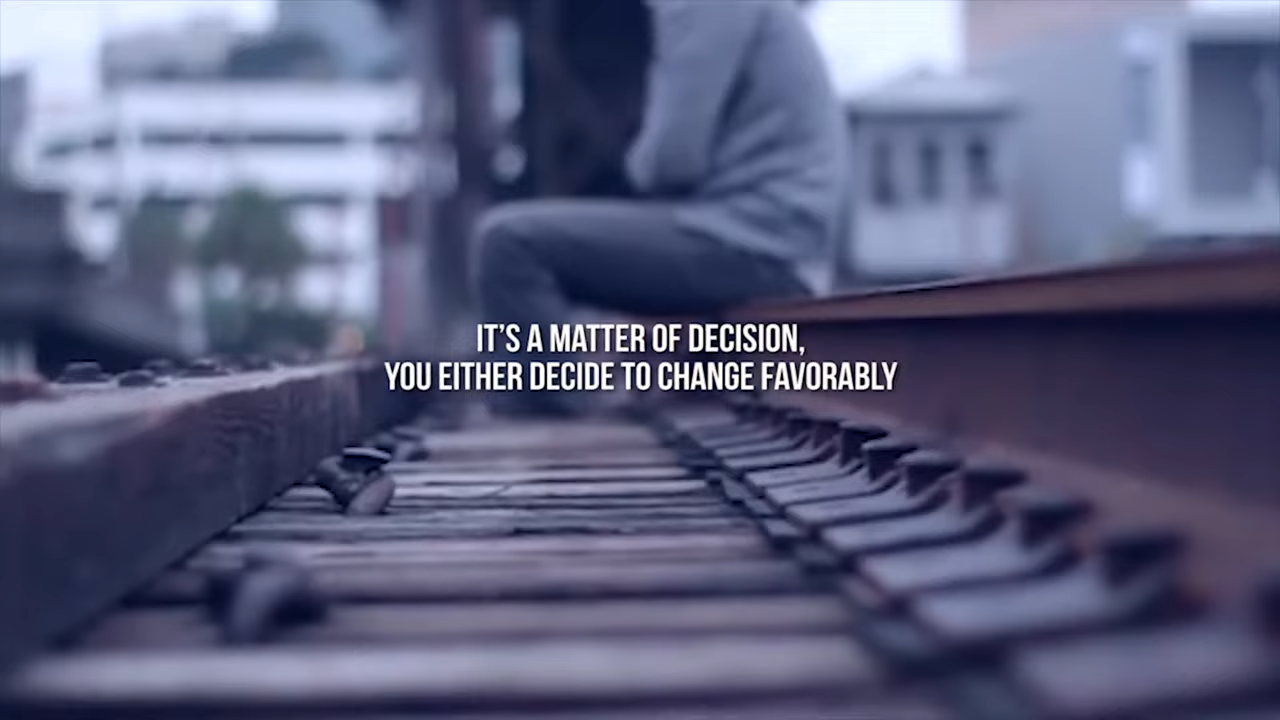 IT'S A MATTER OF DECISION,
YOU EITHER DECIDE TO CHANGE FAVORABLY